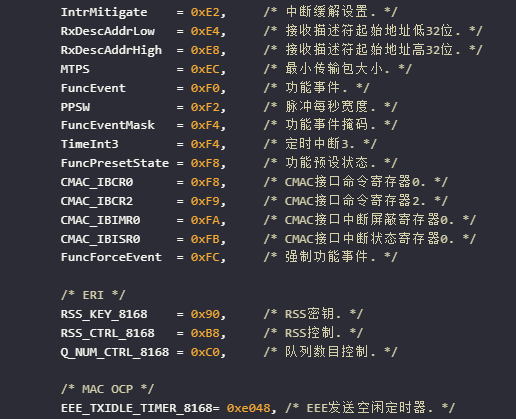 IntrMitigate    = 0xE2,     /* 中断缓解设置. */
RxDescAddrLow   = 0xE4,     /* 接收描述符起始地址低32位. */
RxDescAddrHigh  = 0xE8,     /* 接收描述符起始地址高32位. */
MTPS            = 0xEC,     /* 最小传输包大小. */
FuncEvent       = 0xF0,     /* 功能事件. */
PPSW            = 0xF2,     /* 脉冲每秒宽度. */
FuncEventMask   = 0xF4,     /* 功能事件掩码. */
TimeInt3        = 0xF4,     /* 定时中断3. */
FuncPresetState = 0xF8,     /* 功能预设状态. */
CMAC_IBCR0      = 0xF8,     /* CMAC接口命令寄存器0. */
CMAC_IBCR2      = 0xF9,     /* CMAC接口命令寄存器2. */
CMAC_IBIMR0     = 0xFA,     /* CMAC接口中断屏蔽寄存器0. */
CMAC_IBISR0     = 0xFB,     /* CMAC接口中断状态寄存器0. */
FuncForceEvent  = 0xFC,     /* 强制功能事件. */
/* ERI */
RSS_KEY_8168    = 0x90,     /* RSS密钥. */
RSS_CTRL_8168   = 0xB8,     /* RSS控制. */
Q_NUM_CTRL_8168 = 0xC0,     /* 队列数目控制. */
/* MAC OCP */
EEE_TXIDLE_TIMER_8168= 0xe048, /* EEE发送空闲定时器. */